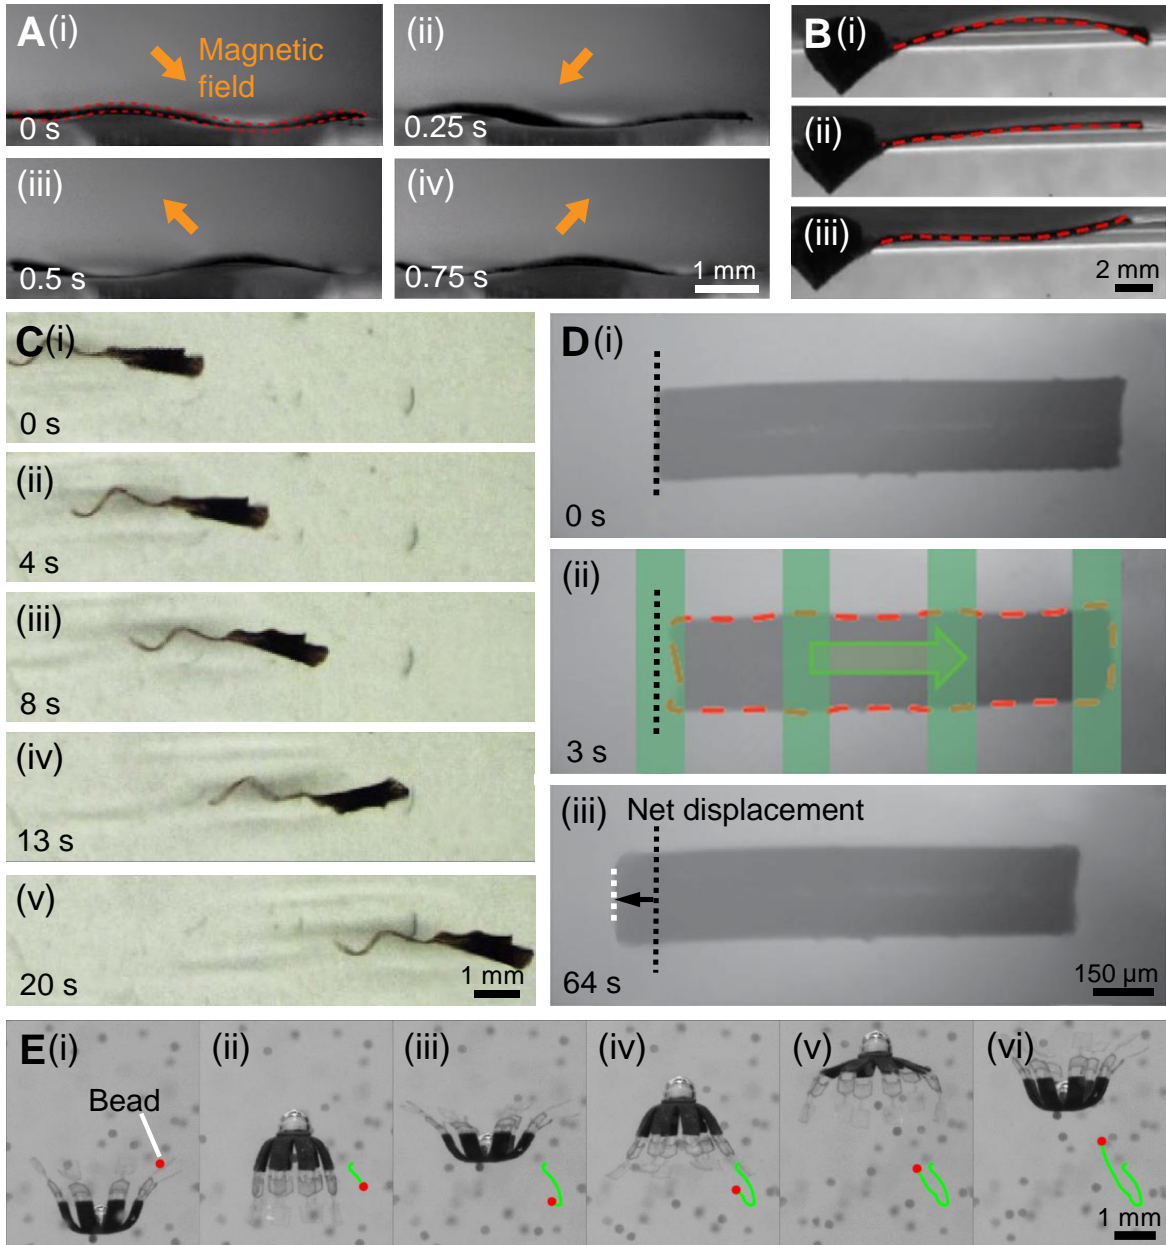 A (i)
Magnetic
field
0 s
(ii)
0.25 s
(iii)
0.5 s
(iv)
0.75 s
1 mm
B (i)
(ii)
(iii)
2 mm
C (i)
0 s
(ii)
4 s
(iii)
8 s
(iv)
13 s
(v)
20 s
1 mm
D (i)
0 s
(ii)
3 s
(iii)
Net displacement
64 s
150 µm
E (i)
Bead
(ii)
(iii)
(iv)
(v)
(vi)
1 mm